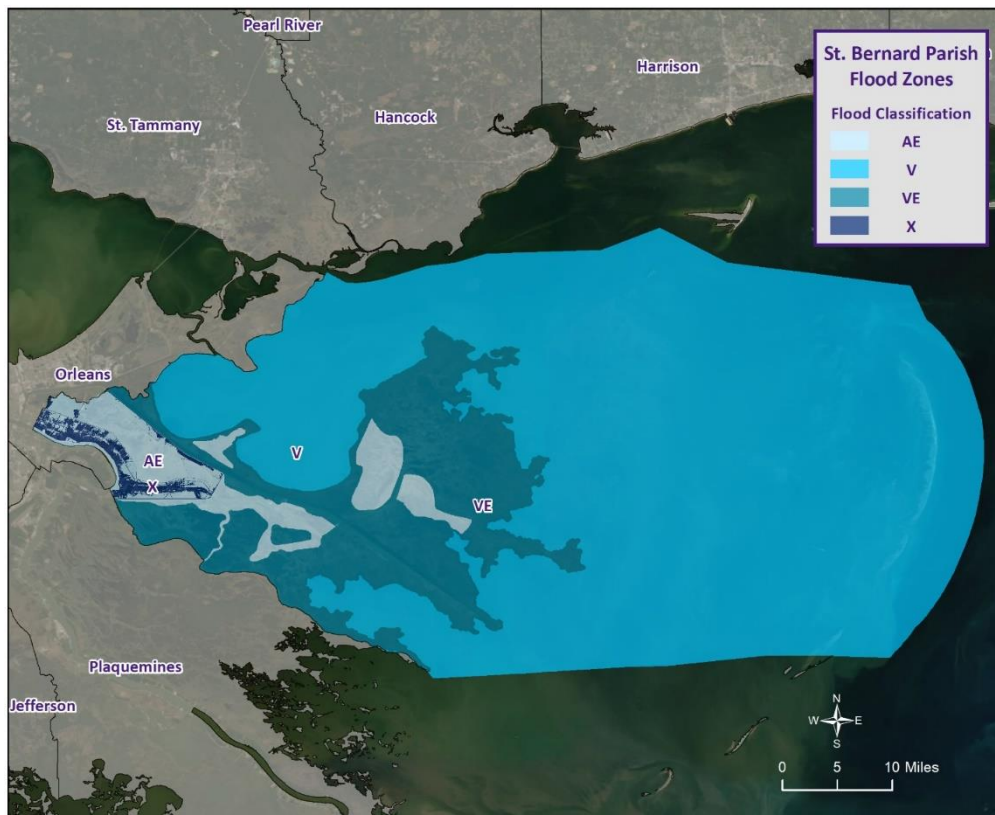 Pearl River
Harrison
St. Tammany
Hancock
St. Bernard Parish
Flood Zones
Flood Classification
AE
V
VE
X
Orleans
AE
X
V
VE
Plaquemines
Jefferson
N
W E
S
0 5 10 Miles